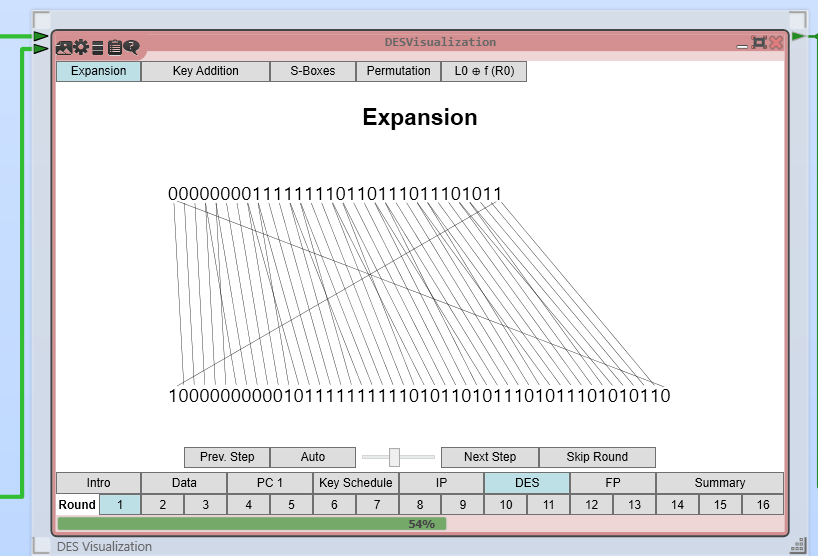 DESVisualization
Expansion Key Addition S-Boxes Permutation L0 ⊕ f (R0)
Expansion
00000000111111110110111011101011
100000000001011111111110101101011101011101010110
Prev. Step Auto Next Step Skip Round
Intro Data PC 1 Key Schedule IP DES FP Summary
Round 1 2 3 4 5 6 7 8 9 10 11 12 13 14 15 16
54%
DES Visualization